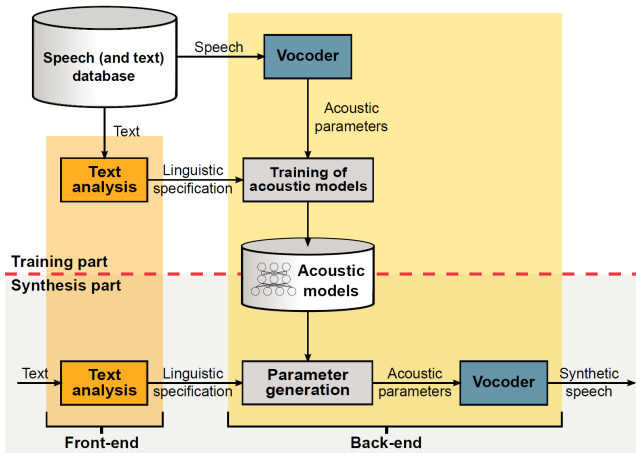 Speech (and text)
database
Speech
Vocoder
Acoustic
parameters
Text
Text
analysis
Linguistic
specification
Training of
acoustic models
Training part
Synthesis part
Acoustic
models
Text
Text
analysis
Linguistic
specification
Parameter
generation
Acoustic
parameters
Vocoder
Synthetic
speech
Front-end
Back-end